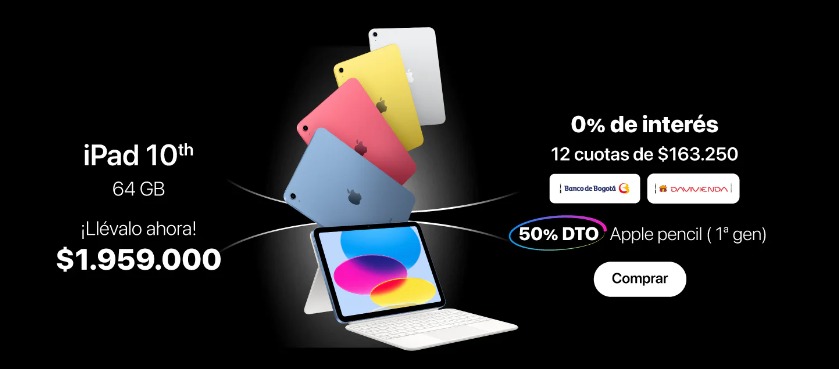 iPad 10th
64 GB
¡Llévalo ahora!
$1.959.000
0% de interés
12 cuotas de $163.250
Banco de Bogotá
DAVIVIENDA
50% DTO Apple pencil ( 1ª gen)
Comprar